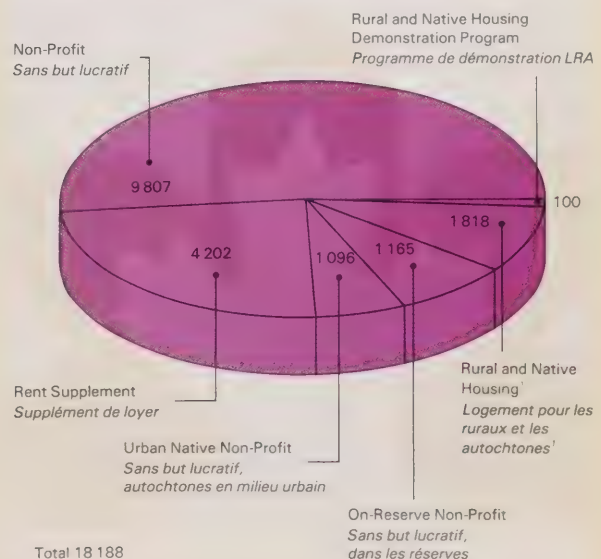 Rural and Native Housing
Demonstration Program
Programme de démonstration LRA
Non-Profit
Sans but lucratif
9 807
100
1 818
4 202
1 096
1 165
Rent Supplement
Supplément de loyer
Rural and Native
Housing¹
Logement pour les
ruraux et les
autochtones¹
Urban Native Non-Profit
Sans but lucratif,
autochtones en milieu urbain
On-Reserve Non-Profit
Sans but lucratif,
dans les réserves
Total 18 188